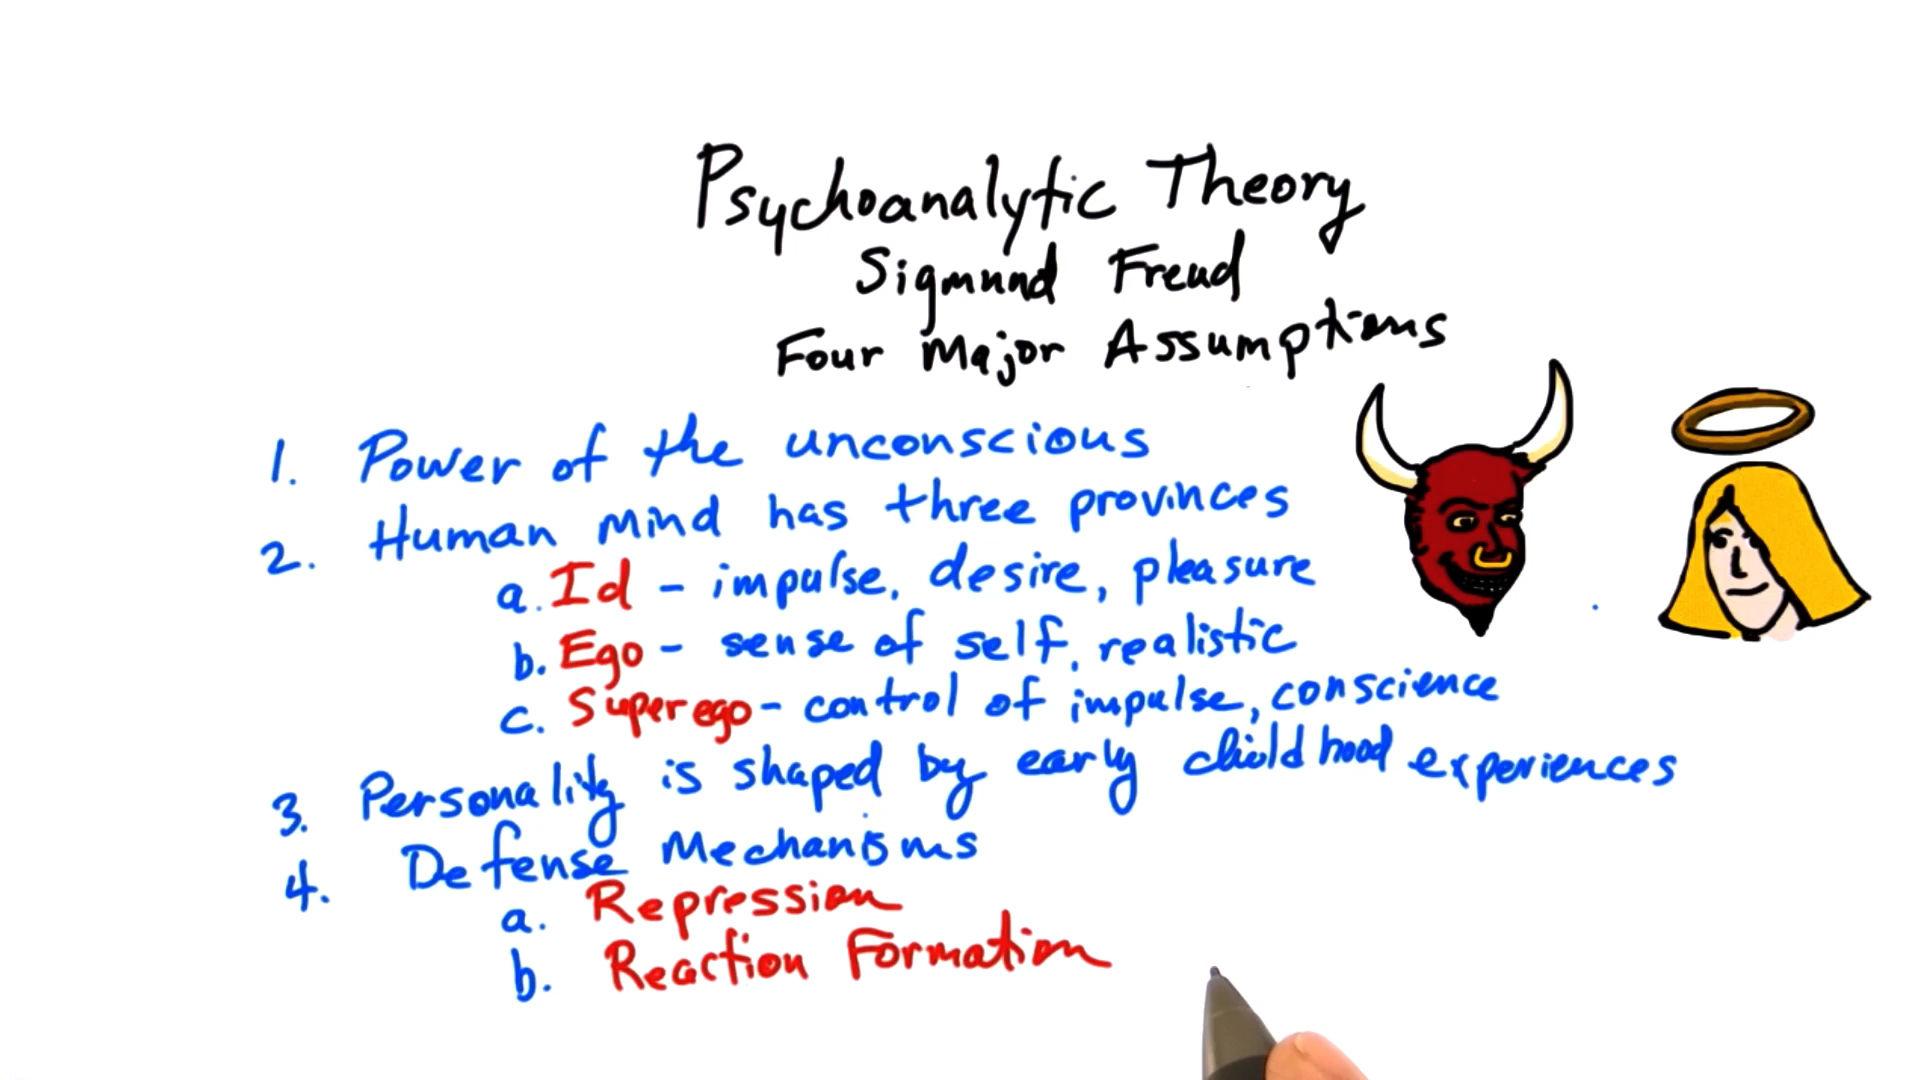 Psychoanalytic Theory
Sigmund Freud
Four Major Assumptions
1. Power of the unconscious
2. Human Mind has three provinces
a. Id - impulse, desire, pleasure
b. Ego - sense of self, realistic
c. Superego - control of impulse, conscience
3. Personality is shaped by early childhood experiences
4. Defense Mechanisms
a. Repression
b. Reaction Formation